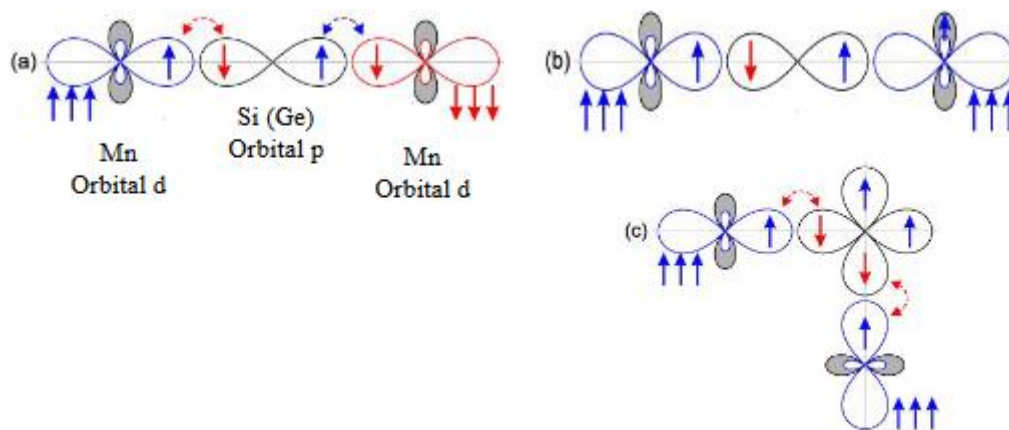 (a)
(b)
Si (Ge)
Orbital p
Mn
Orbital d
Mn
Orbital d
(c)